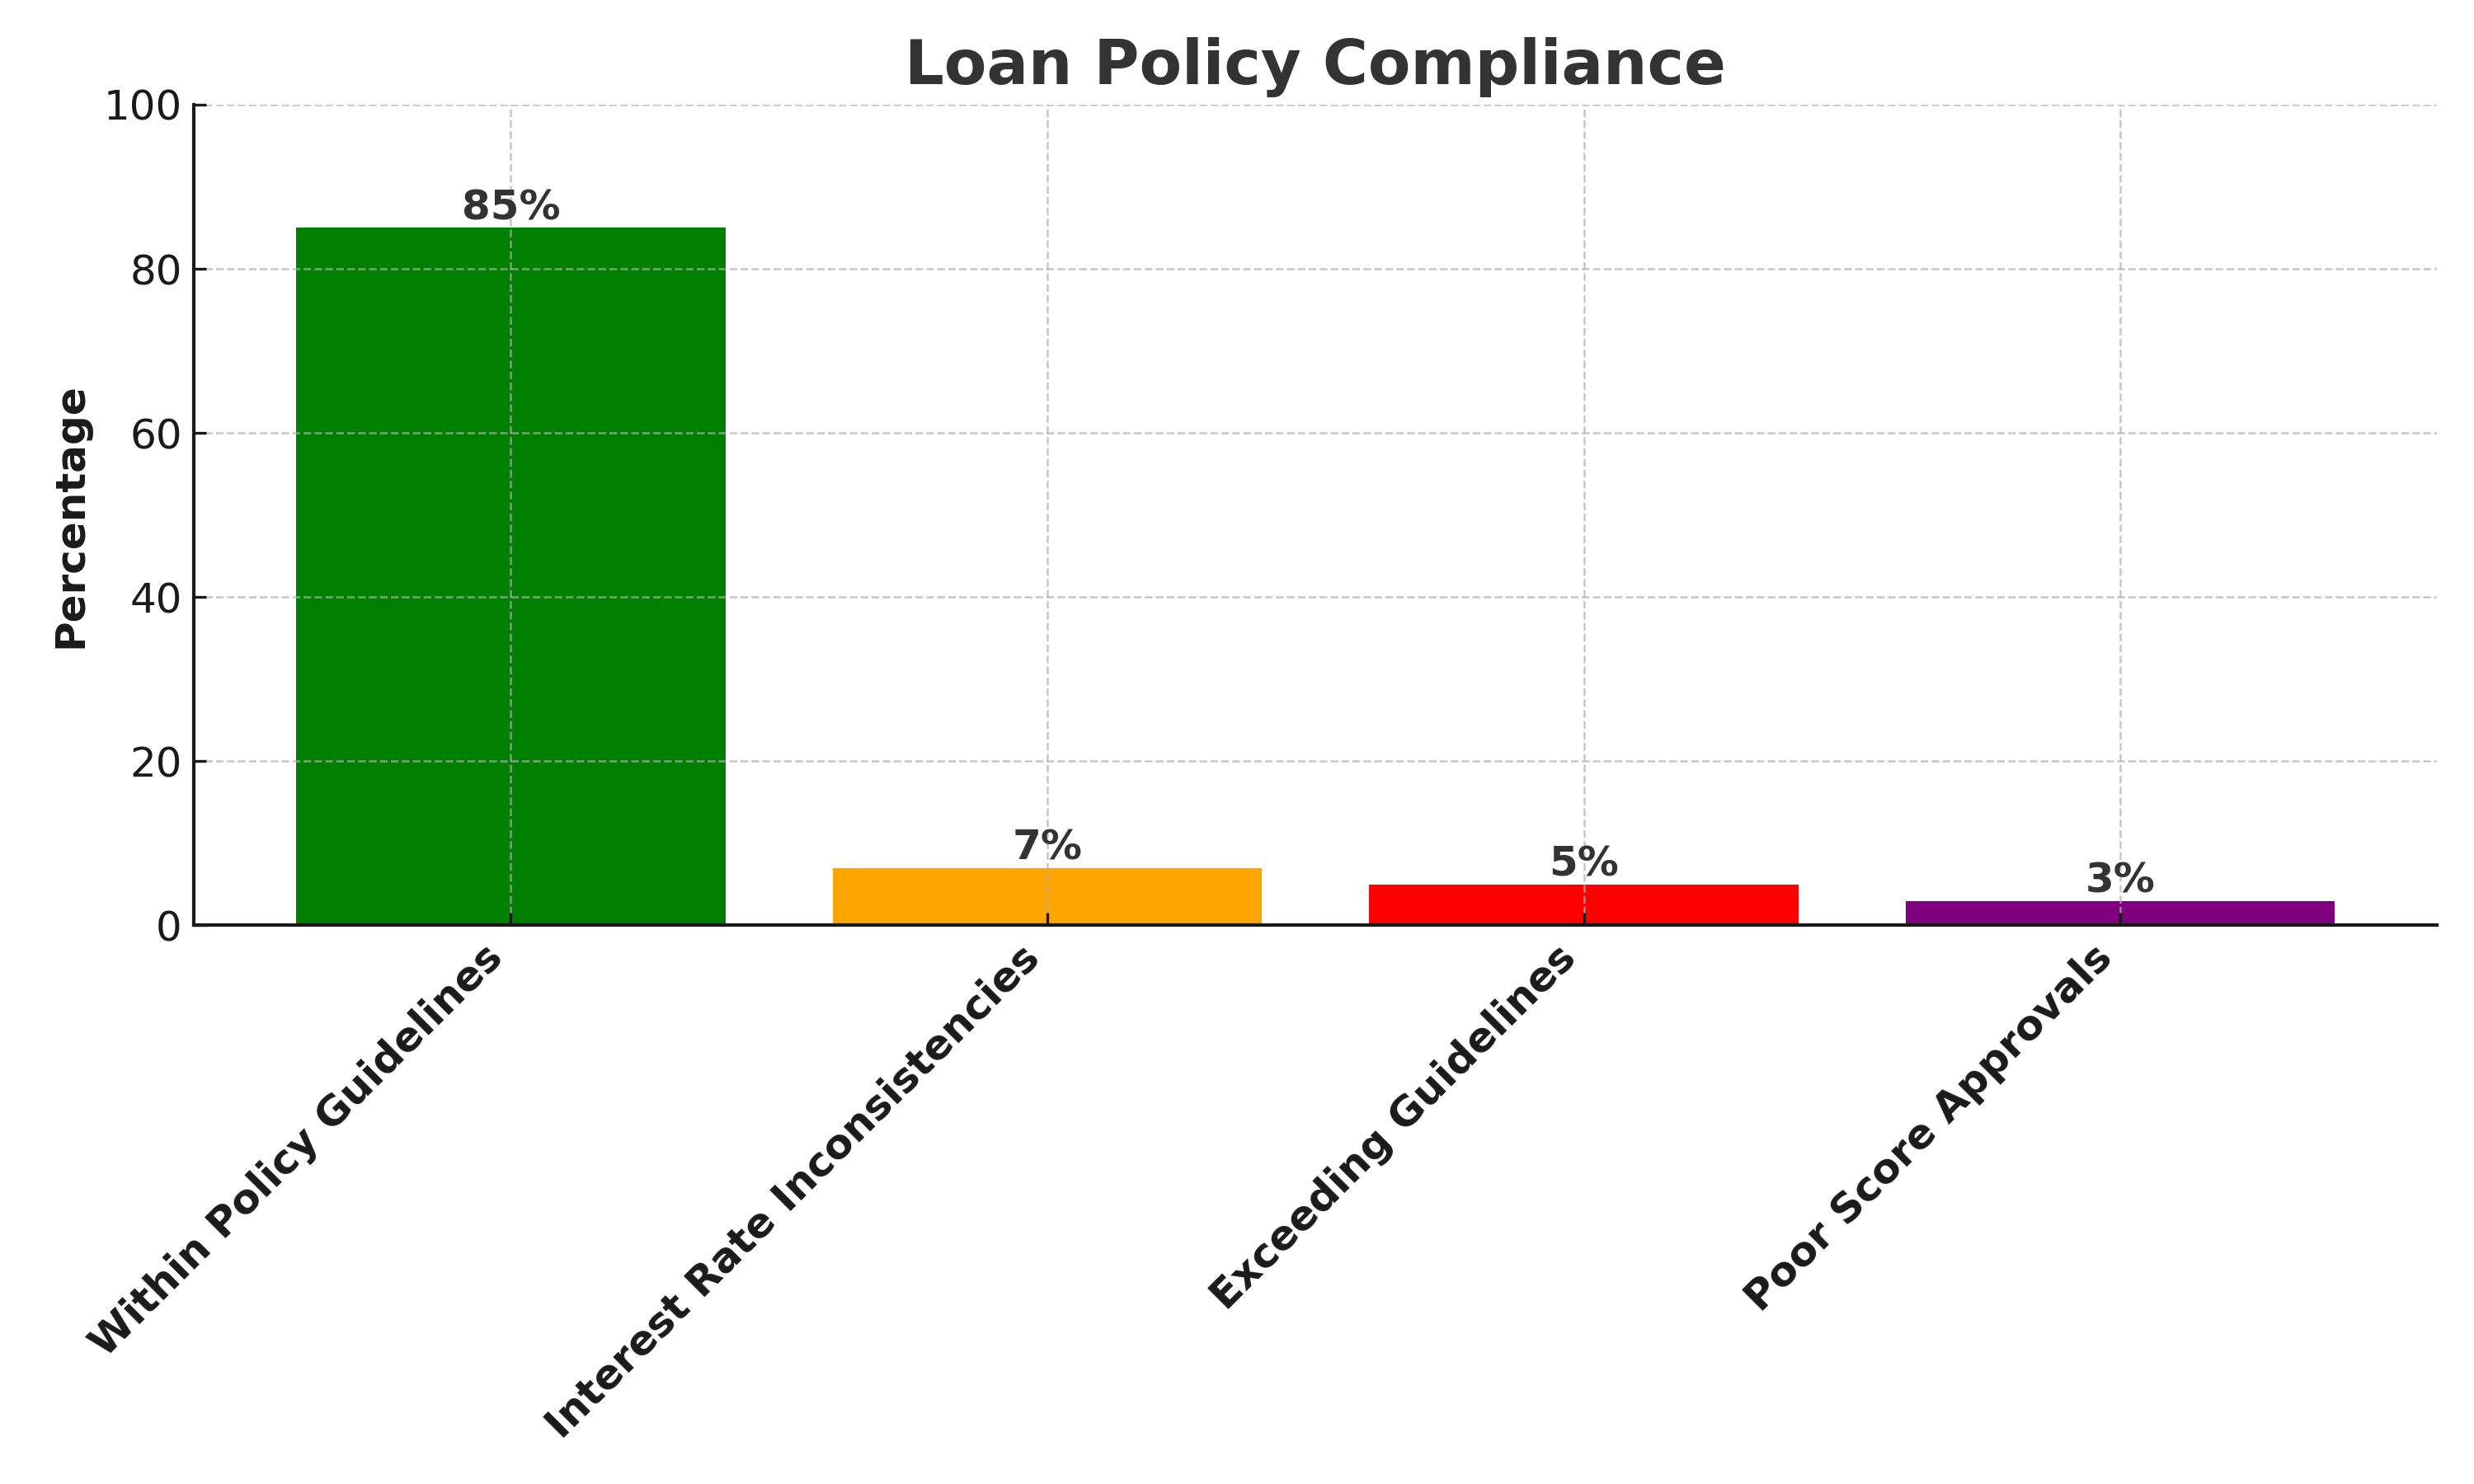 Loan Policy Compliance
Percentage
100
80
60
40
20
0
85%
7%
5%
3%
Within Policy Guidelines
Interest Rate Inconsistencies
Exceeding Guidelines
Poor Score Approvals